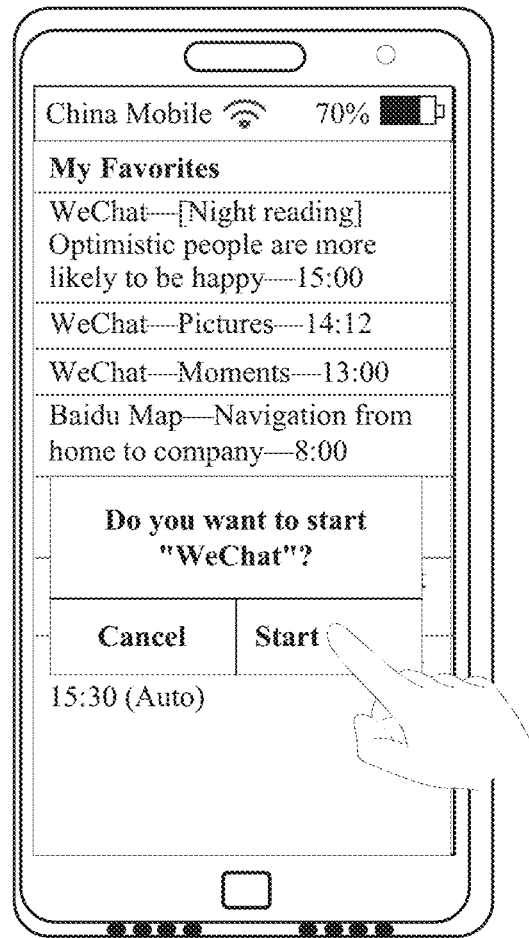 China Mobile 70%
My Favorites
WeChat----[Night reading]
Optimistic people are more
likely to be happy----15:00
WeChat----Pictures----14:12
WeChat----Moments----13:00
Baidu Map----Navigation from
home to company----8:00
Do you want to start
"WeChat"?
Cancel Start
15:30 (Auto)